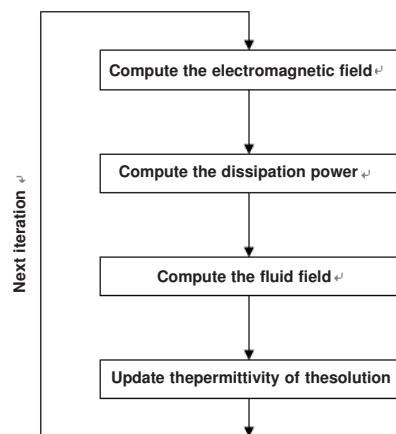 Compute the electromagnetic field
Compute the dissipation power
Compute the fluid field
Update thepermittivity of thesolution
Next iteration